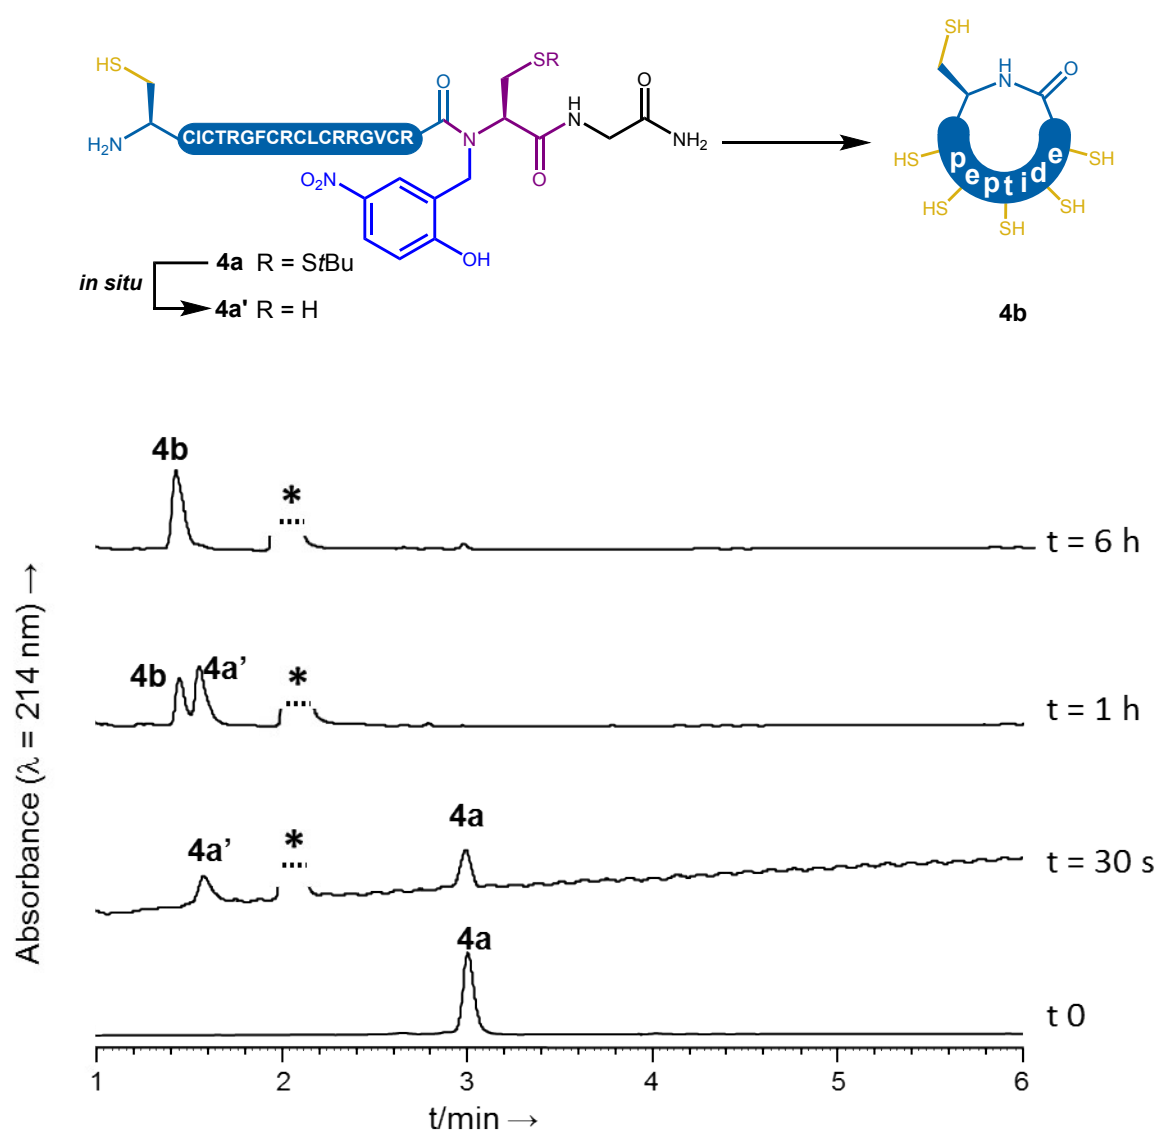 HS
SR
O
O
H
N
H₂N
CICTRGFCRCLCRRGVCR
N
NH₂
O
O₂N
OH
4a R = StBu
in situ
4a' R = H
SH
H
N
O
HS
peptide
SH
HS
SH
SH
4b
4b
*
t = 6 h
4b
4a’
*
t = 1 h
4a’
*
4a
t = 30 s
4a
t 0
Absorbance (λ = 214 nm) →
1 2 3 4 5 6
t/min →